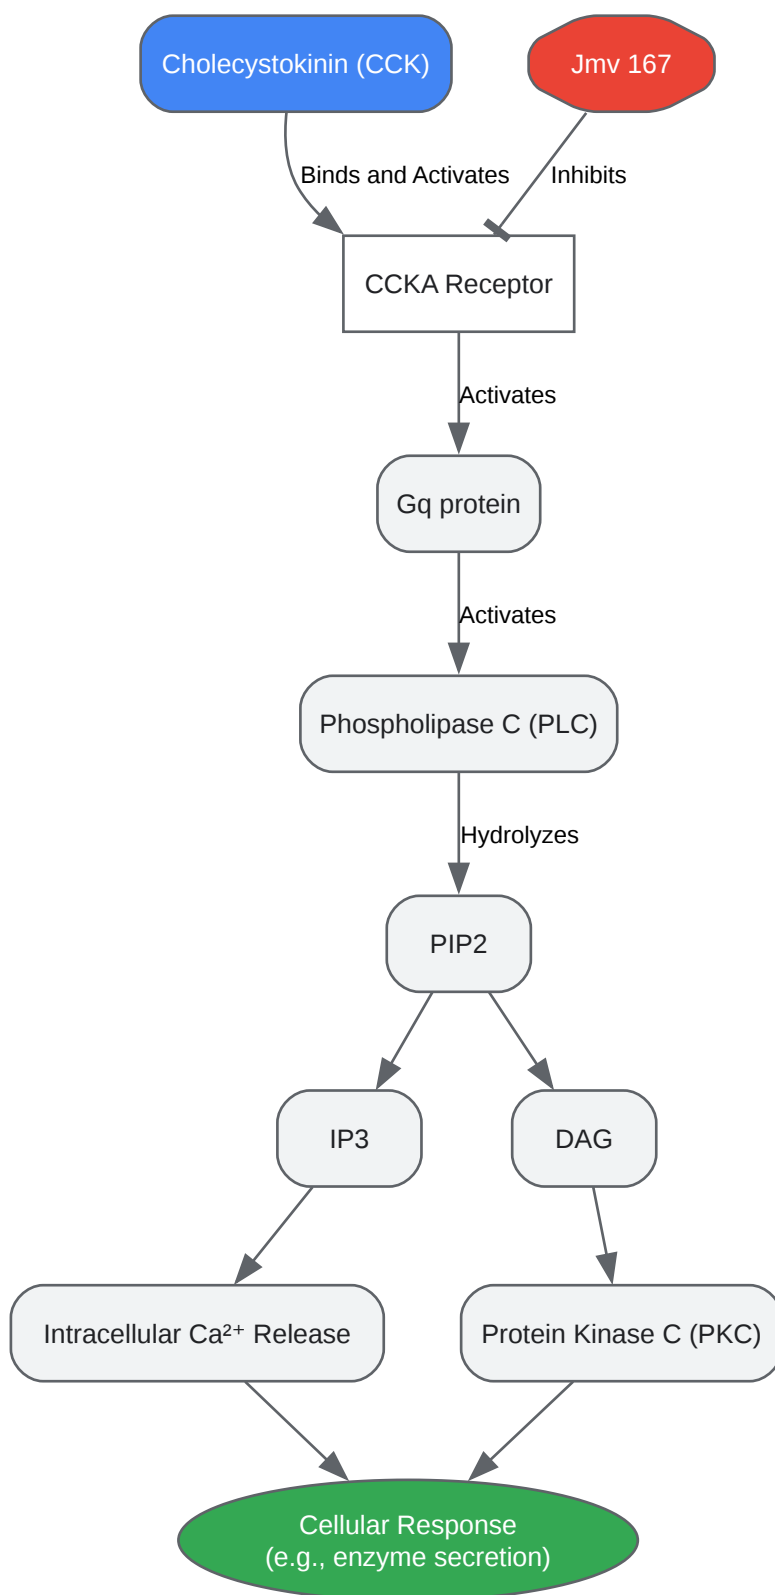 Cholecystokinin (CCK)
Jmv 167
Binds and Activates
Inhibits
CCKA Receptor
Activates
Gq protein
Activates
Phospholipase C (PLC)
Hydrolyzes
PIP2
IP3
DAG
Intracellular Ca²⁺ Release
Protein Kinase C (PKC)
Cellular Response
(e.g., enzyme secretion)